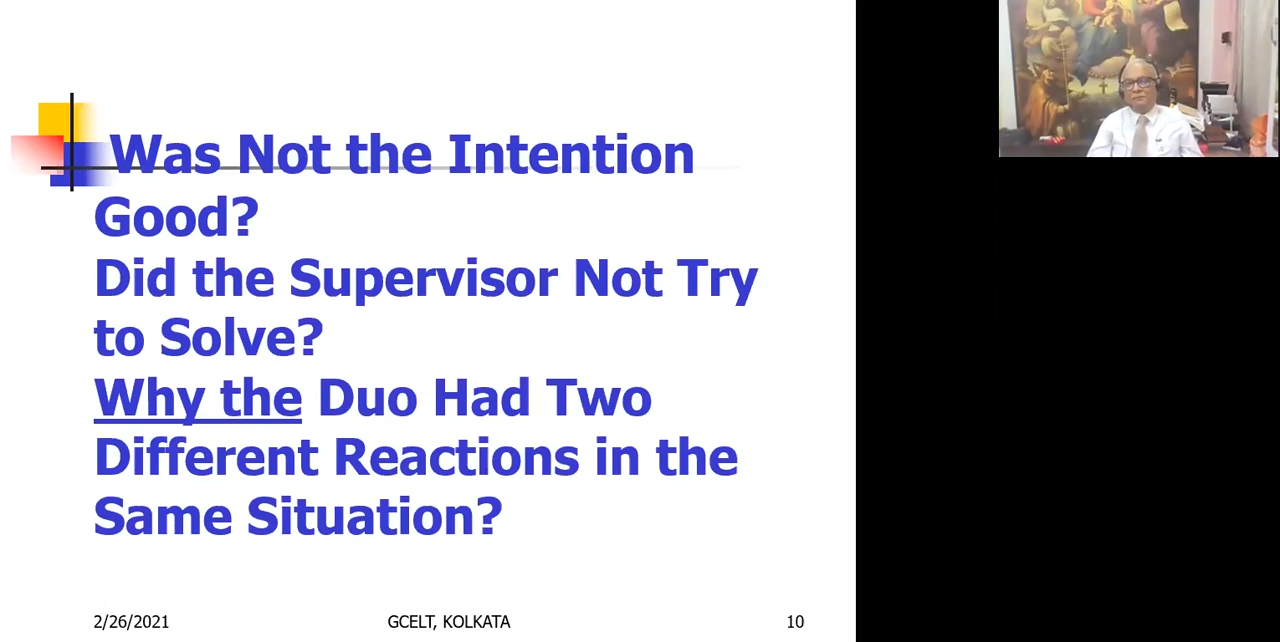 Was Not the Intention
Good?
Did the Supervisor Not Try
to Solve?
Why the Duo Had Two
Different Reactions in the
Same Situation?
2/26/2021 GCELT, KOLKATA 10